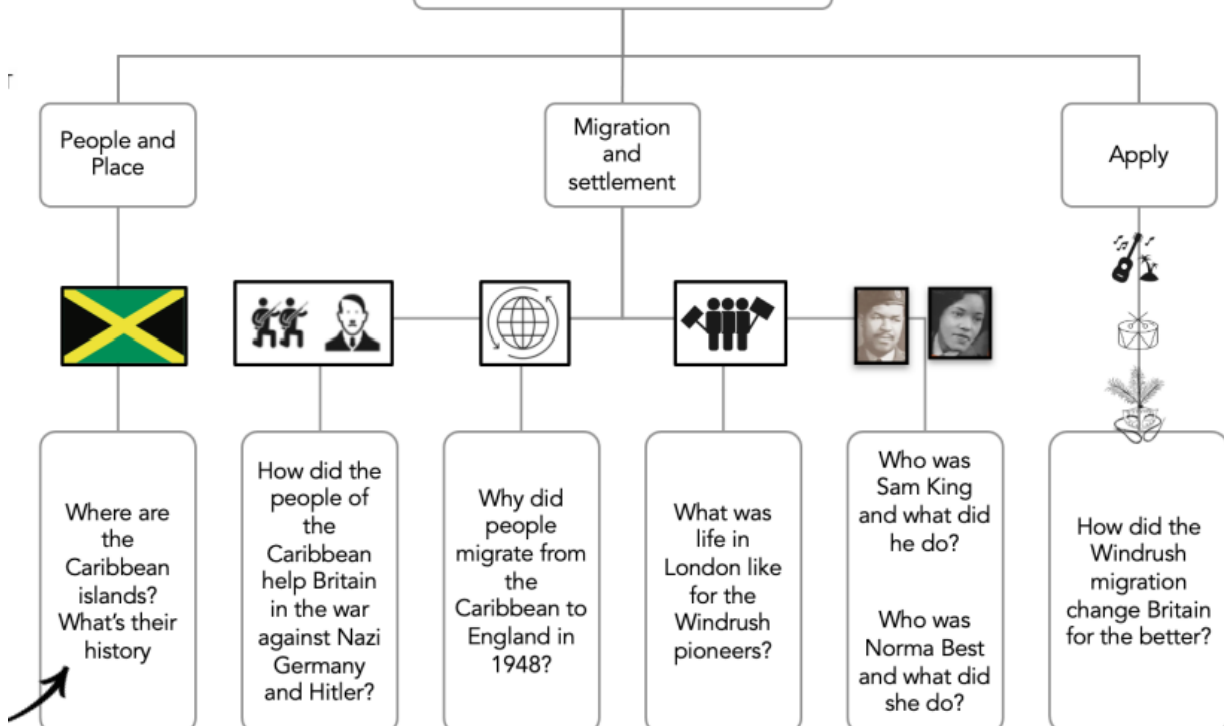 People and
Place
Migration
and
settlement
Apply
Where are
the
Caribbean
islands?
What's their
history
How did the
people of
the
Caribbean
help Britain
in the war
against Nazi
Germany
and Hitler?
Why did
people
migrate from
the
Caribbean to
England in
1948?
What was
life in
London like
for the
Windrush
pioneers?
Who was
Sam King
and what did
he do?
Who was
Norma Best
and what did
she do?
How did the
Windrush
migration
change Britain
for the better?